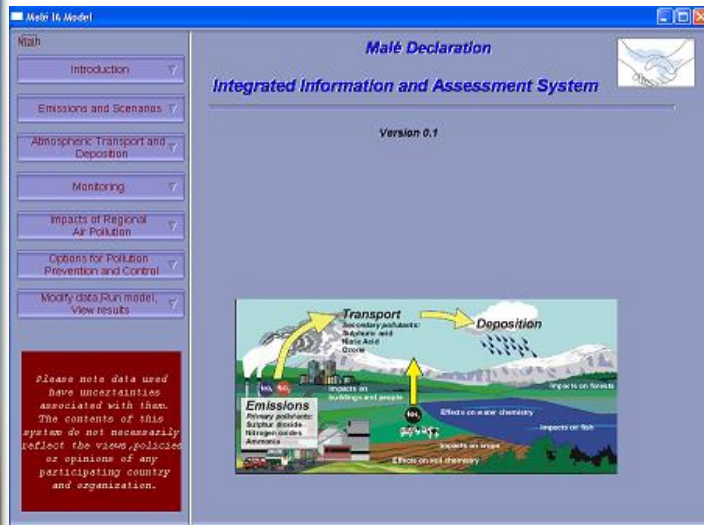 Malé IA Model
Main
Introduction
Emissions and Scenarios
Atmospheric Transport and
Deposition
Monitoring
Impacts of Regional
Air Pollution
Options for Pollution
Prevention and Control
Modify data,Run model,
View results
Please note data used
have uncertainties
associated with them.
The contents of this
system do not necessarily
reflect the views,policies
or opinions of any
participating country
and organization.
Malé Declaration
Integrated Information and Assessment System
Version 0.1
Transport
Secondary pollutants:
Sulphuric acid
Nitric Acid
Ozone
Deposition
Impacts on
buildings and people
Impacts on forests
Emissions
Primary pollutants:
Sulphur dioxide
Nitrogen oxides
Ammonia
Effects on water chemistry
Impacts on fish
Impacts on crops
Effects on soil chemistry